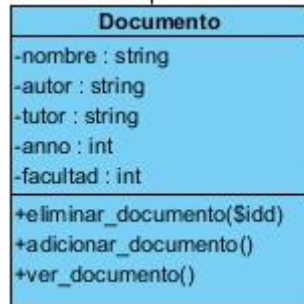 Documento
-nombre : string
-autor : string
-tutor : string
-anno : int
-facultad : int
+eliminar_documento($idd)
+adicionar_documento()
+ver_documento()